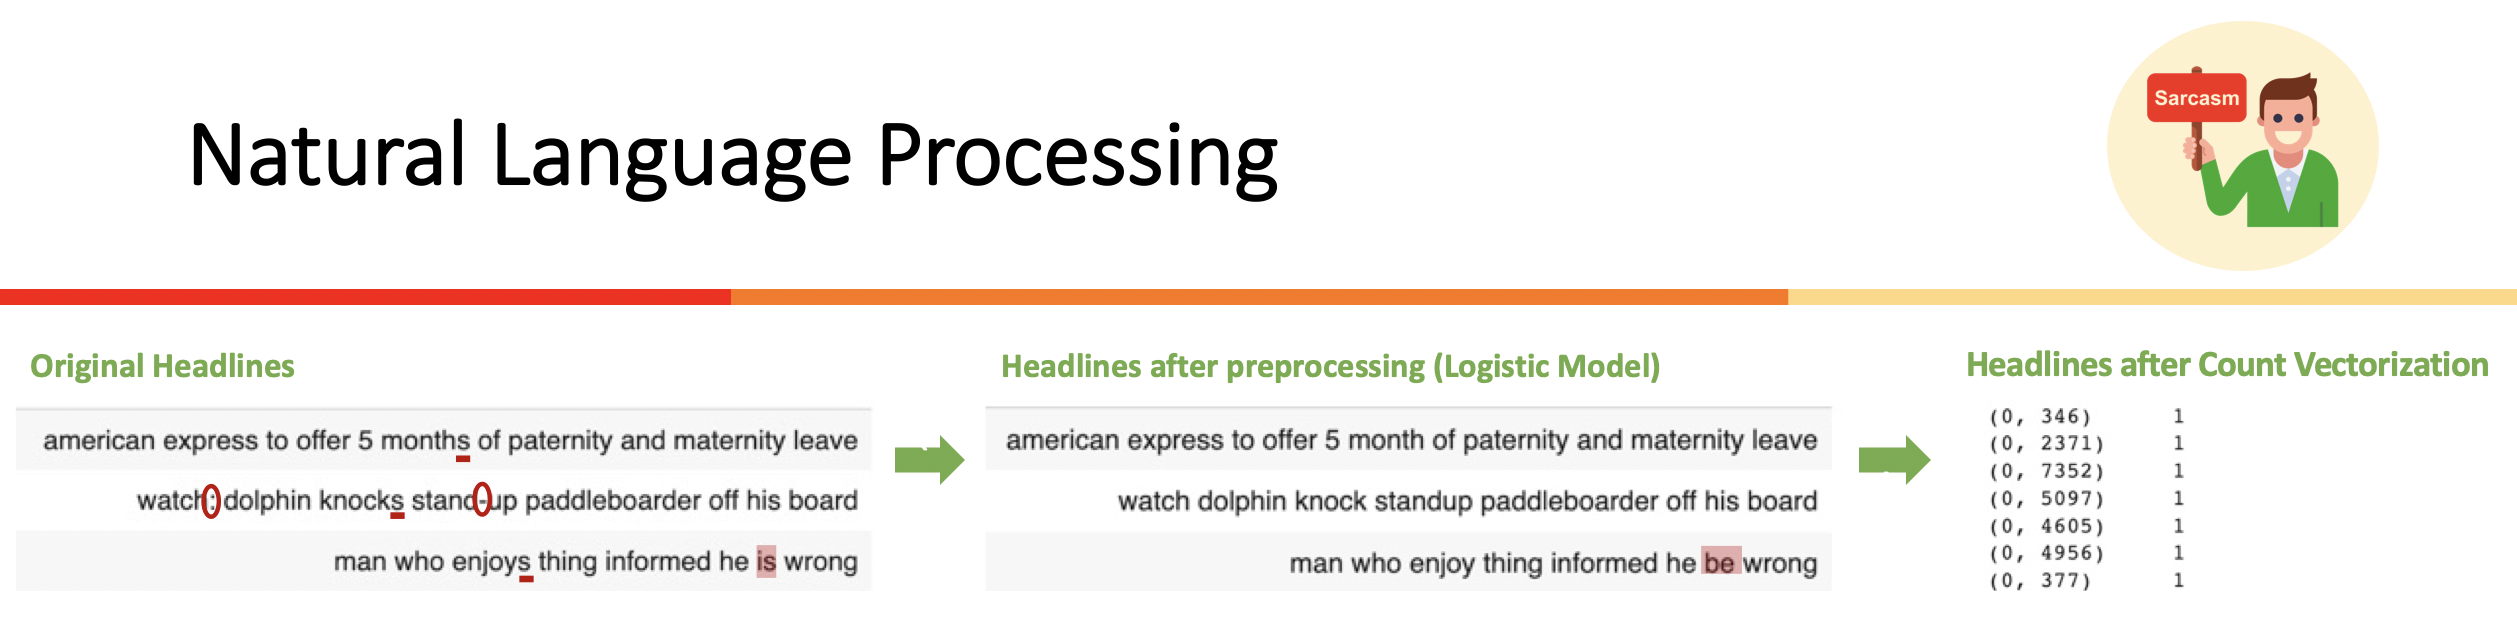 Natural Language Processing
Sarcasm
Original Headlines
american express to offer 5 months of paternity and maternity leave
watch: dolphin knocks stand-up paddleboarder off his board
man who enjoys thing informed he is wrong
Headlines after preprocessing (Logistic Model)
american express to offer 5 month of paternity and maternity leave
watch dolphin knock standup paddleboarder off his board
man who enjoy thing informed he be wrong
Headlines after Count Vectorization
(0, 346) 1
(0, 2371) 1
(0, 7352) 1
(0, 5097) 1
(0, 4605) 1
(0, 4956) 1
(0, 377) 1